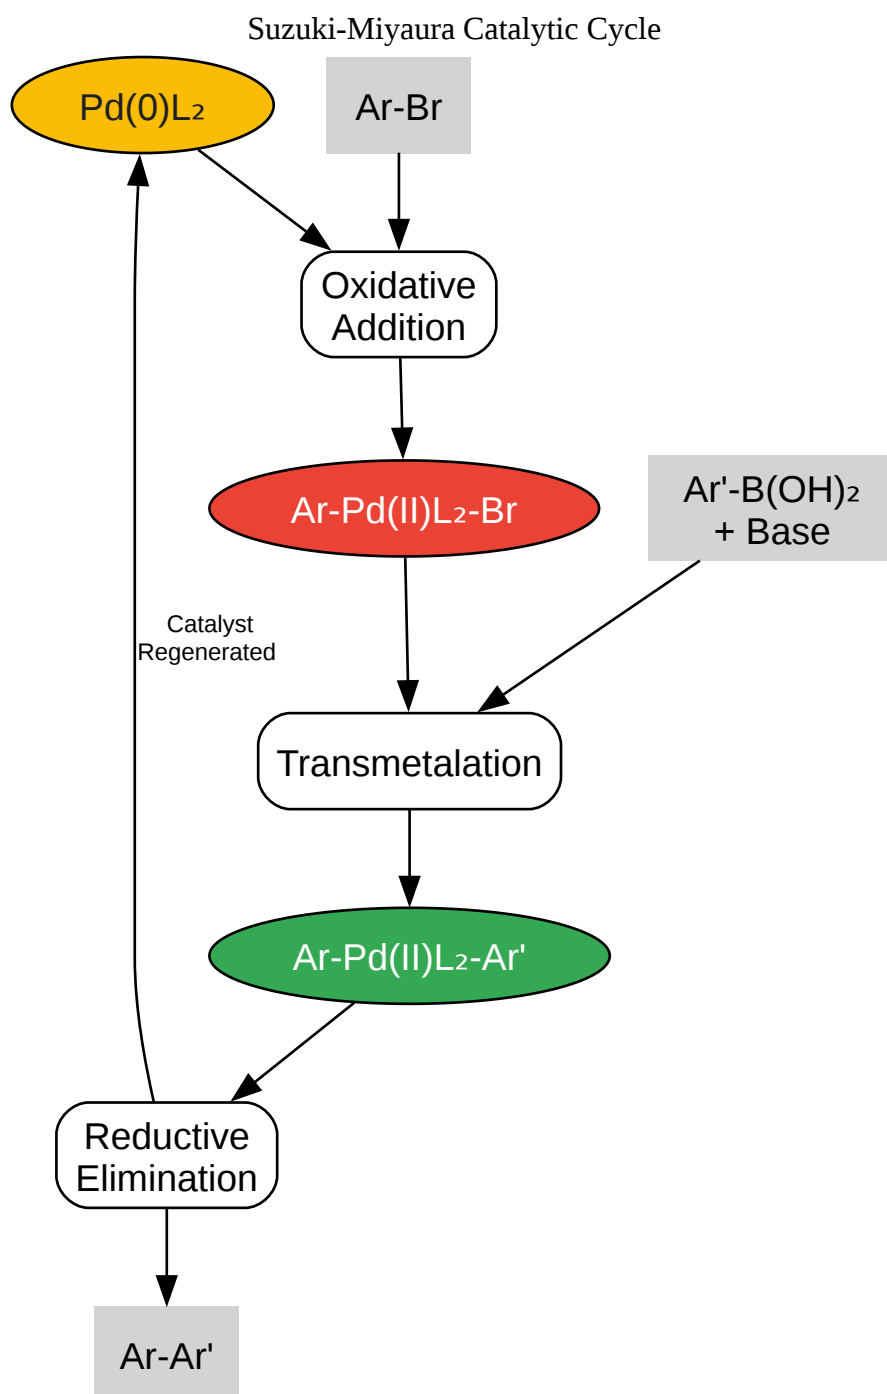 Suzuki-Miyaura Catalytic Cycle
Pd(0)L₂
Ar-Br
Oxidative
Addition
Ar-Pd(II)L₂-Br
Ar'-B(OH)₂
+ Base
Catalyst
Regenerated
Transmetalation
Ar-Pd(II)L₂-Ar'
Reductive
Elimination
Ar-Ar'